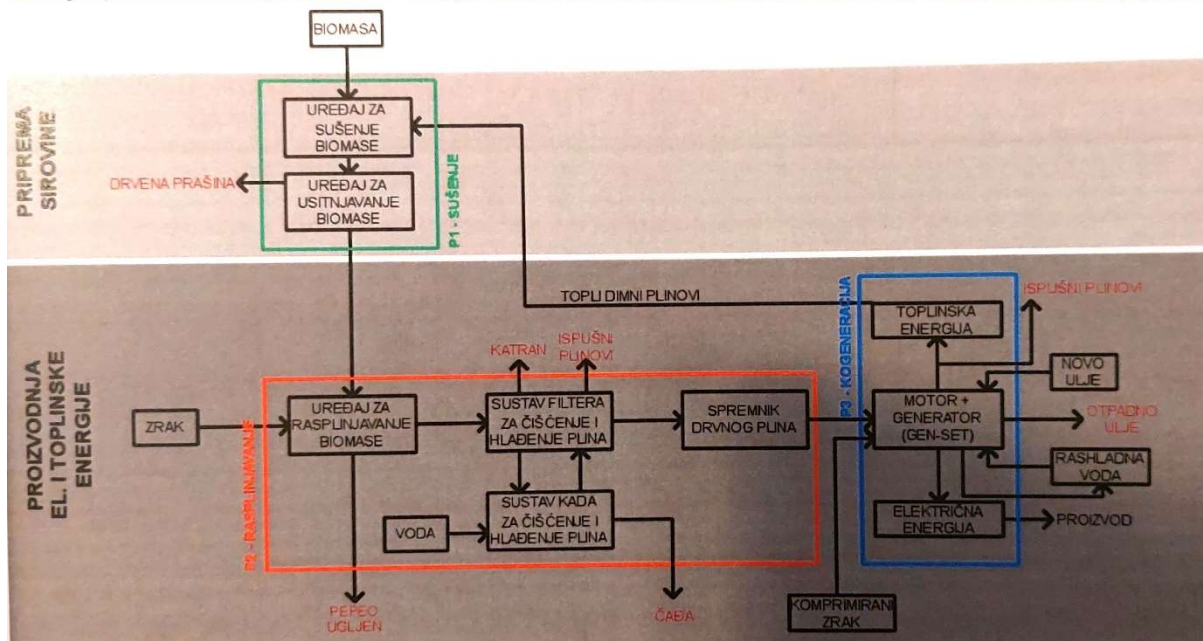 BIOMASA
PRIPREMA
SIROVINE
UREĐAJ ZA
SUŠENJE
BIOMASE
DRVENA PRAŠINA
UREĐAJ ZA
USITNJAVANJE
BIOMASE
P1 - SUŠENJE
PROIZVODNJA
EL. I TOPLINSKE
ENERGIJE
TOPLI DIMNI PLINOVI
P3 - KOGENERACIJA
TOPLINSKA
ENERGIJA
ISPUŠNI PLINOVI
KATRAN
ISPUŠNI
PLINOVI
NOVO
ULJE
ZRAK
P2 - RASPLINJAVANJE
UREĐAJ ZA
RASPLINJAVANJE
BIOMASE
SUSTAV FILTERA
ZA ČIŠĆENJE I
HLAĐENJE PLINA
SPREMNIK
DRVNOG PLINA
MOTOR +
GENERATOR
(GEN-SET)
OTPADNO
ULJE
RASHLADNA
VODA
VODA
SUSTAV KADA
ZA ČIŠĆENJE I
HLAĐENJE PLINA
ELEKTRIČNA
ENERGIJA
PROIZVOD
PEPEO
UGLJEN
ČAĐA
KOMPRIMIRANI
ZRAK